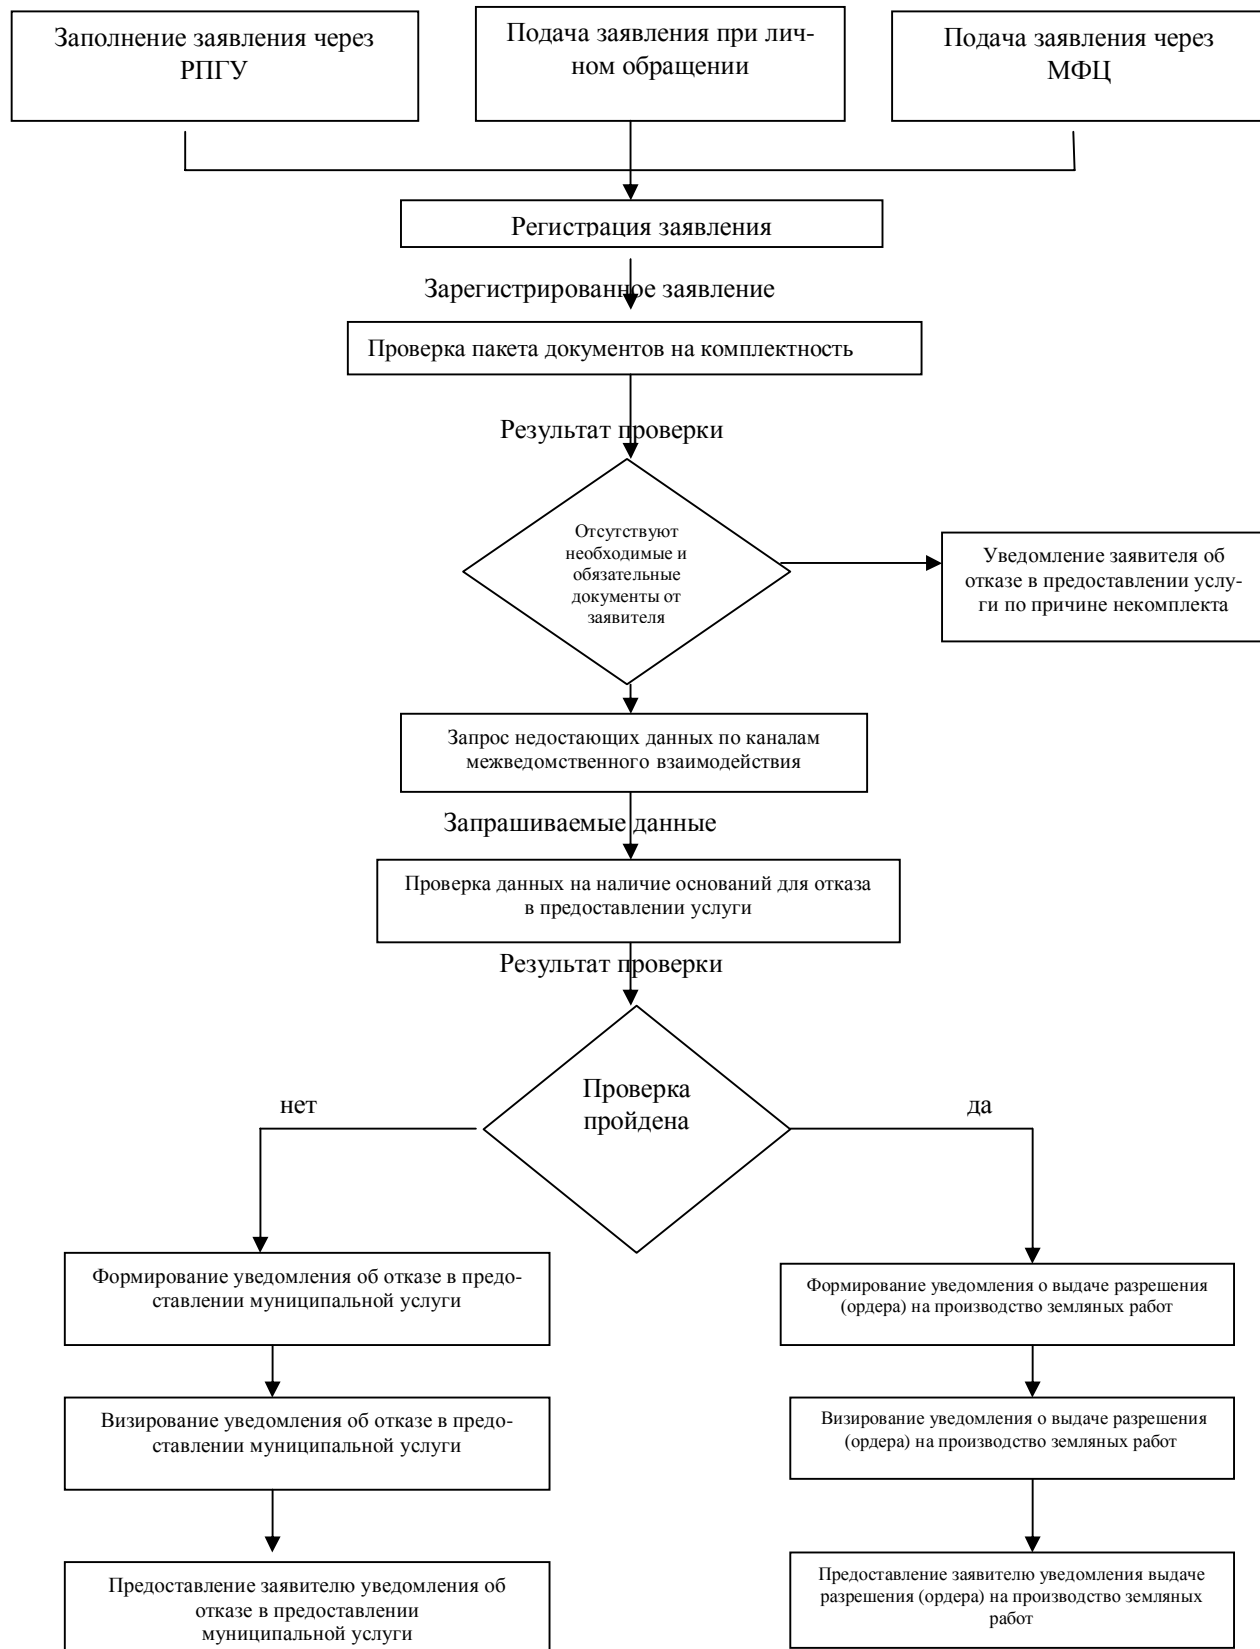 Заполнение заявления через
РПГУ
Подача заявления при лич-
ном обращении
Подача заявления через
МФЦ
Регистрация заявления
Зарегистрированное заявление
Проверка пакета документов на комплектность
Результат проверки
Отсутствуют
необходимые и
обязательные
документы от
заявителя
Уведомление заявителя об
отказе в предоставлении услу-
ги по причине некомплекта
Запрос недостающих данных по каналам
межведомственного взаимодействия
Запрашиваемые данные
Проверка данных на наличие оснований для отказа
в предоставлении услуги
Результат проверки
Проверка
пройдена
нет
да
Формирование уведомления об отказе в предо-
ставлении муниципальной услуги
Формирование уведомления о выдаче разрешения
(ордера) на производство земляных работ
Визирование уведомления об отказе в предо-
ставлении муниципальной услуги
Визирование уведомления о выдаче разрешения
(ордера) на производство земляных работ
Предоставление заявителю уведомления об
отказе в предоставлении
муниципальной услуги
Предоставление заявителю уведомления выдаче
разрешения (ордера) на производство земляных
работ